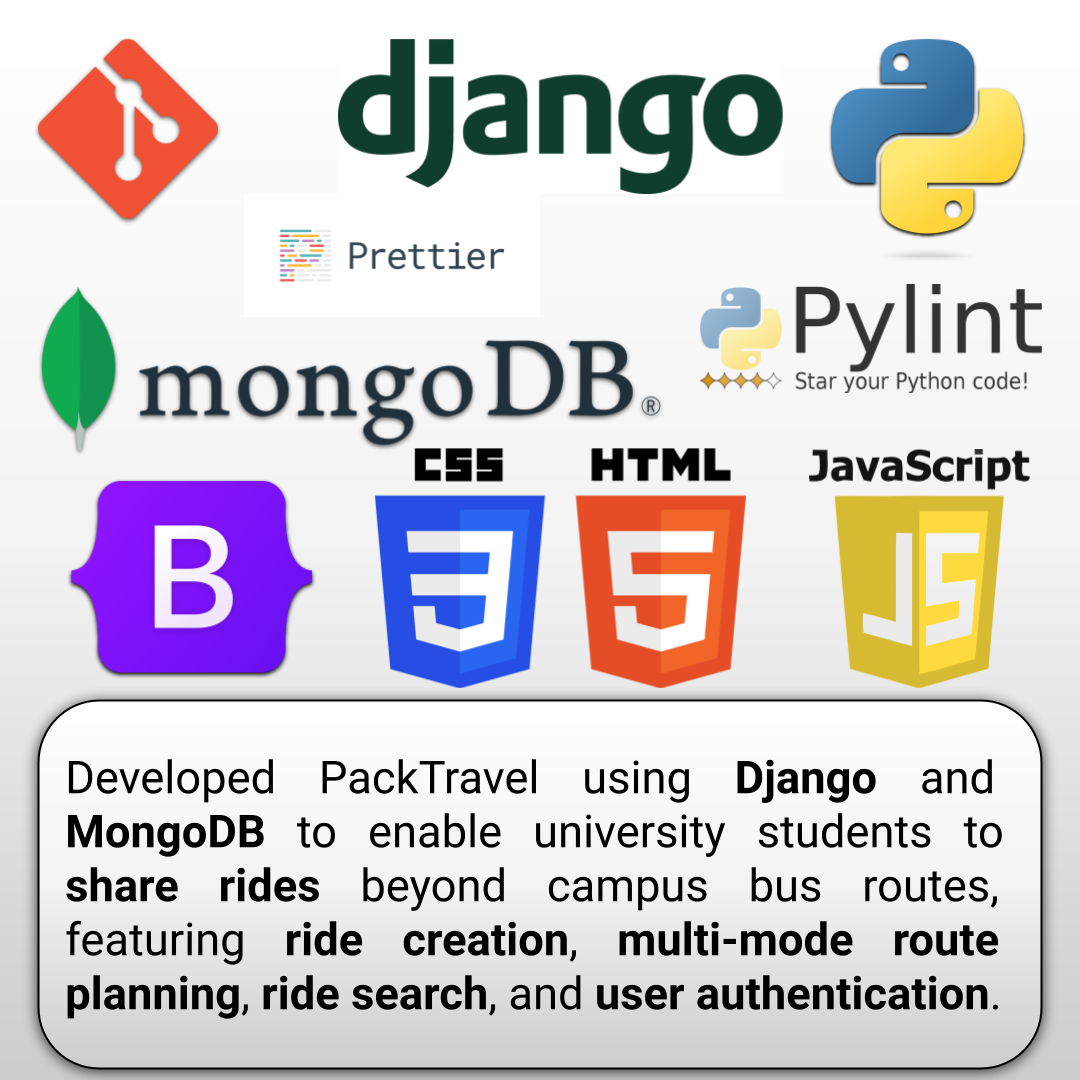 django
Prettier
Pylint
Star your Python code!
mongoDB®
CSS
HTML
JavaScript
B
3
5
JS
Developed PackTravel using Django and
MongoDB to enable university students to
share rides beyond campus bus routes,
featuring ride creation, multi-mode route
planning, ride search, and user authentication.